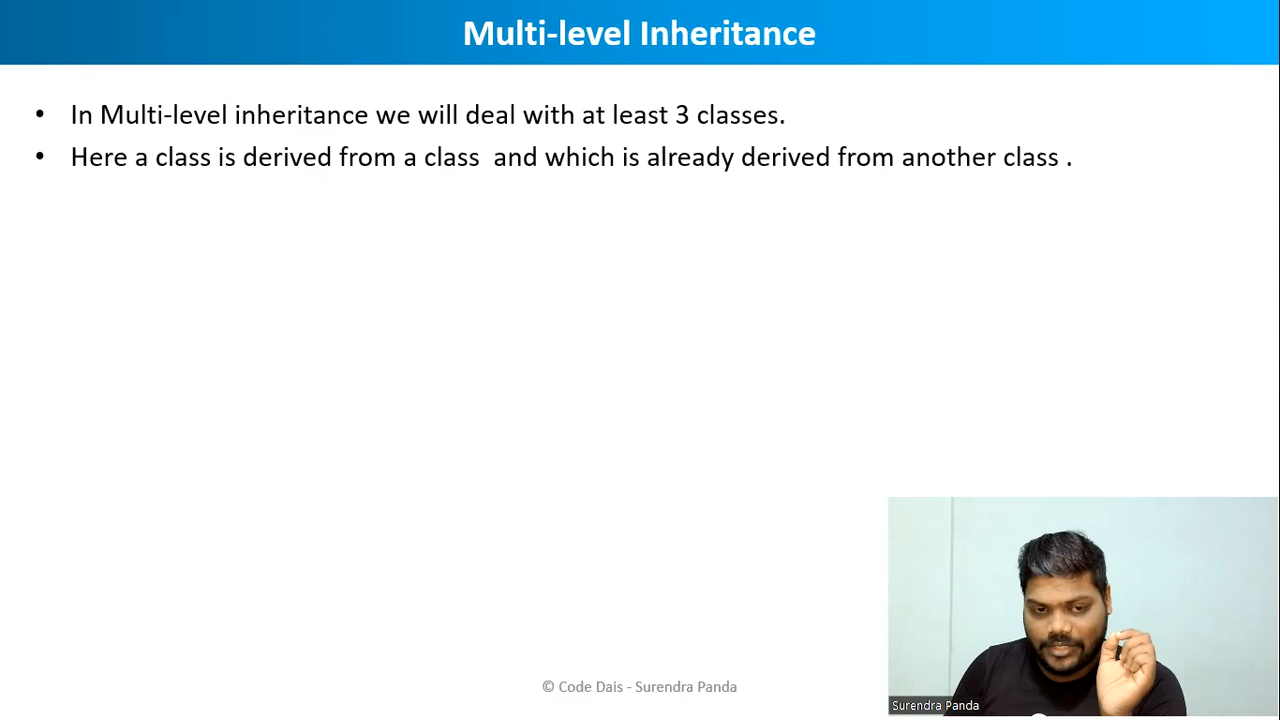 Multi-level Inheritance
• In Multi-level inheritance we will deal with at least 3 classes.
• Here a class is derived from a class  and which is already derived from another class .
© Code Dais - Surendra Panda
Surendra Panda